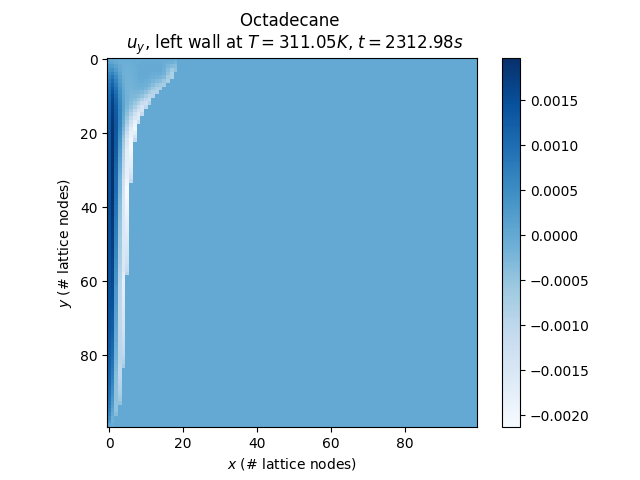 Octadecane
u_y, left wall at T = 311.05K, t = 2312.98s
0
20
40
60
80
y (# lattice nodes)
0 20 40 60 80
x (# lattice nodes)
0.0015
0.0010
0.0005
0.0000
−0.0005
−0.0010
−0.0015
−0.0020